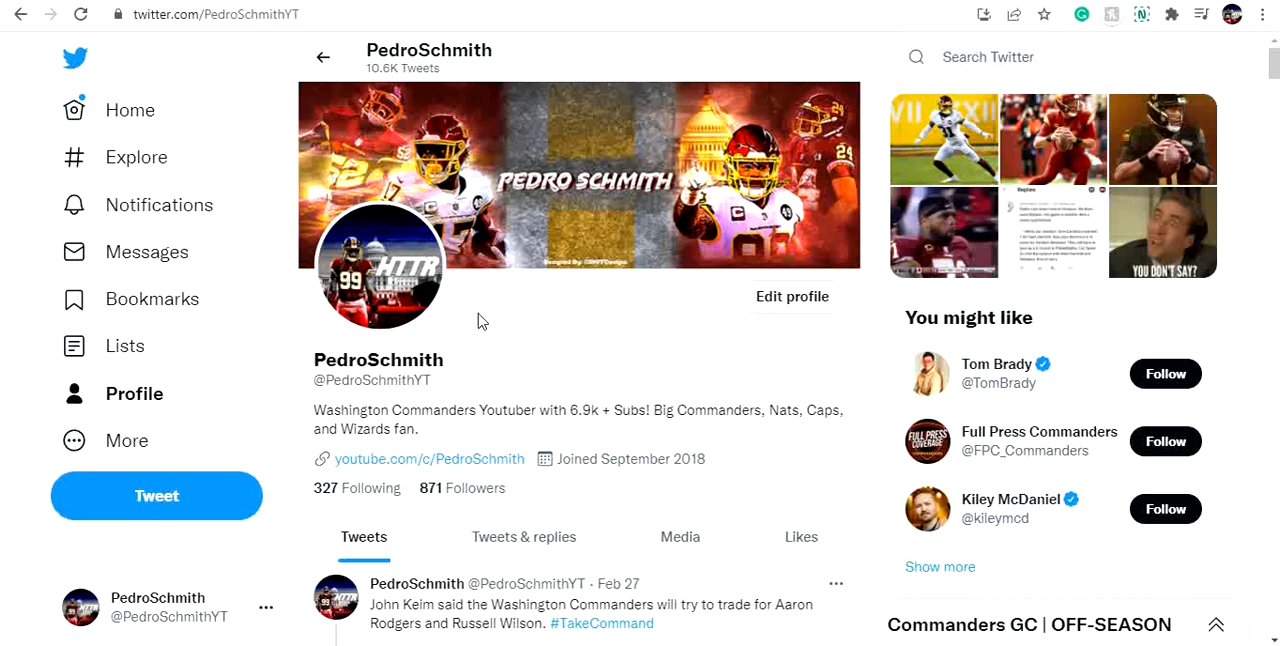 twitter.com/PedroSchmithYT
PedroSchmith
10.6K Tweets
Search Twitter
Home
Explore
Notifications
Messages
Bookmarks
Lists
Profile
More
Tweet
PEDRO SCHMITH
17
24
99
HTTR
Edit profile
PedroSchmith
@PedroSchmithYT
Washington Commanders Youtuber with 6.9k + Subs! Big Commanders, Nats, Caps,
and Wizards fan.
youtube.com/c/PedroSchmith Joined September 2018
327 Following 871 Followers
Tweets Tweets & replies Media Likes
PedroSchmith @PedroSchmithYT · Feb 27
John Keim said the Washington Commanders will try to trade for Aaron
Rodgers and Russell Wilson. #TakeCommand
PedroSchmith
@PedroSchmithYT
YOU DON'T SAY?
You might like
Tom Brady
@TomBrady
Follow
FULL PRESS
COVERAGE
Full Press Commanders
@FPC_Commanders
Follow
Kiley McDaniel
@kileymcd
Follow
Show more
Commanders GC | OFF-SEASON